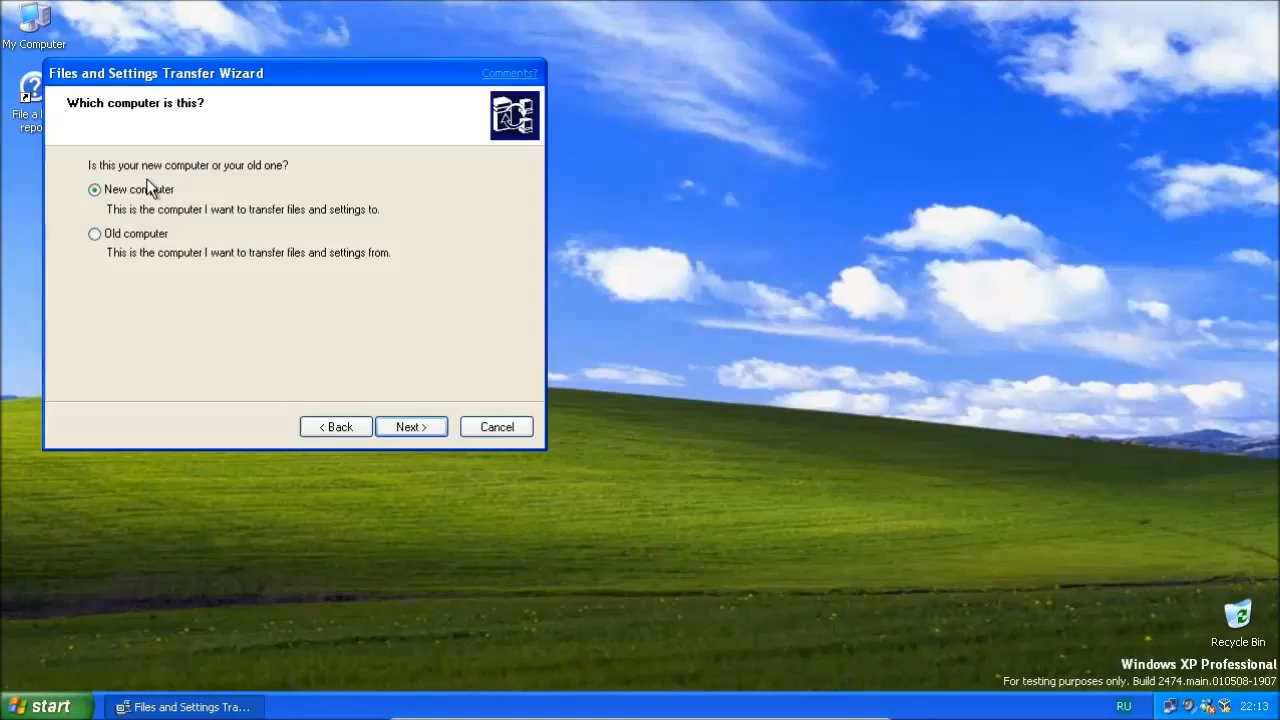 My Computer
File a
repo
Files and Settings Transfer Wizard
Comments?
Which computer is this?
Is this your new computer or your old one?
New computer
This is the computer I want to transfer files and settings to.
Old computer
This is the computer I want to transfer files and settings from.
< Back
Next >
Cancel
Recycle Bin
Windows XP Professional
For testing purposes only. Build 2474.main.010508-1907
start
Files and Settings Tra...
RU
22:13